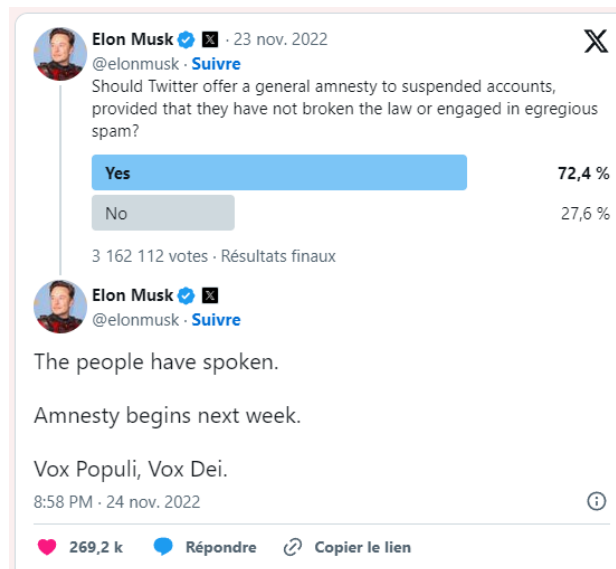 Elon Musk · 23 nov. 2022
@elonmusk · Suivre
Should Twitter offer a general amnesty to suspended accounts,
provided that they have not broken the law or engaged in egregious
spam?
Yes 72,4 %
No 27,6 %
3 162 112 votes · Résultats finaux
Elon Musk
@elonmusk · Suivre
The people have spoken.
Amnesty begins next week.
Vox Populi, Vox Dei.
8:58 PM · 24 nov. 2022
269,2 k Répondre Copier le lien